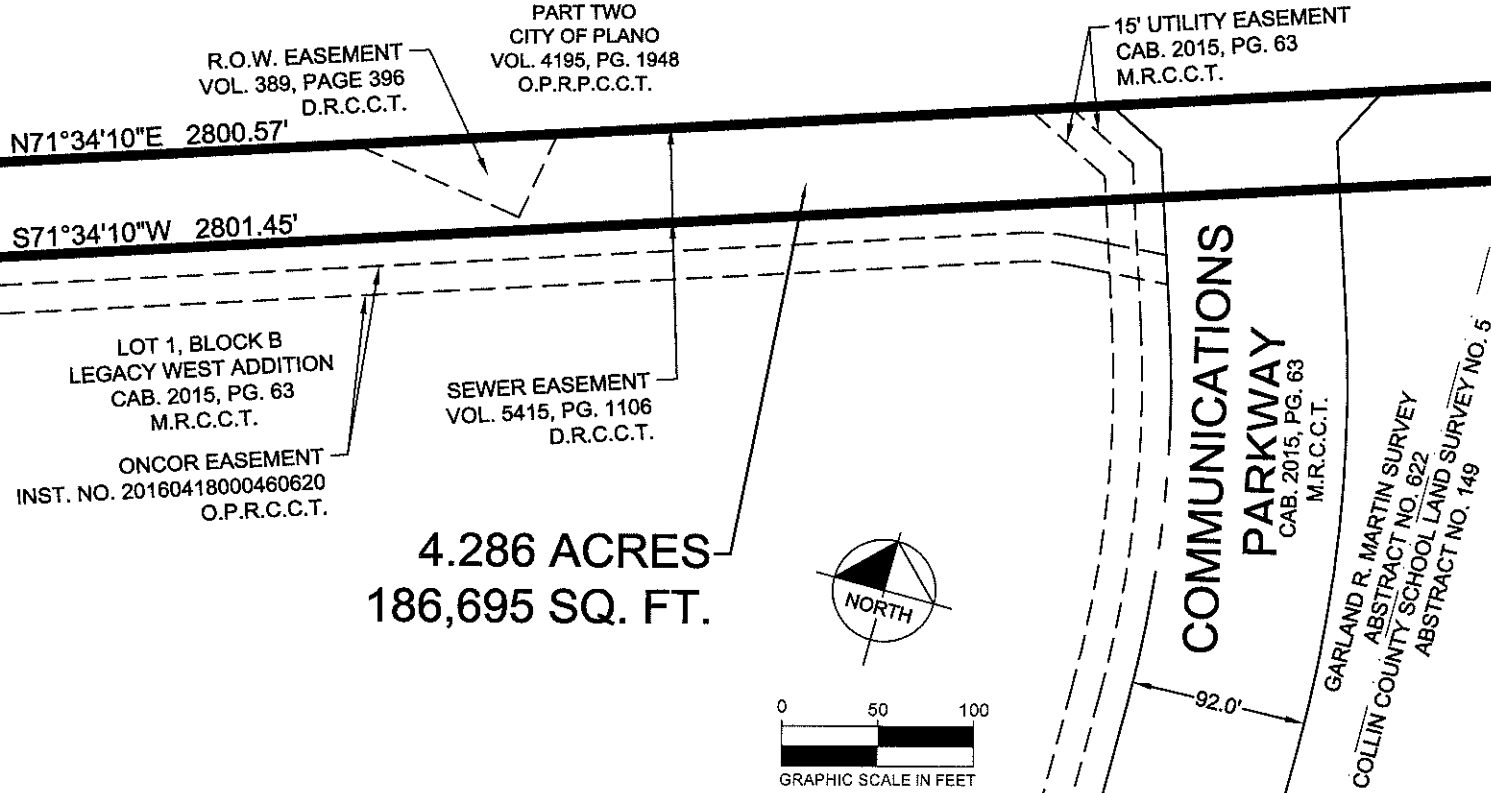 PART TWO
CITY OF PLANO
VOL. 4195, PG. 1948
O.P.R.P.C.C.T.
R.O.W. EASEMENT
VOL. 389, PAGE 396
D.R.C.C.T.
15' UTILITY EASEMENT
CAB. 2015, PG. 63
M.R.C.C.T.
N71°34'10"E 2800.57'
S71°34'10"W 2801.45'
LOT 1, BLOCK B
LEGACY WEST ADDITION
CAB. 2015, PG. 63
M.R.C.C.T.
ONCOR EASEMENT
INST. NO. 20160418000460620
O.P.R.C.C.T.
SEWER EASEMENT
VOL. 5415, PG. 1106
D.R.C.C.T.
4.286 ACRES
186,695 SQ. FT.
NORTH
0 50 100
GRAPHIC SCALE IN FEET
COMMUNICATIONS
PARKWAY
CAB. 2015, PG. 63
M.R.C.C.T.
92.0'
GARLAND R. MARTIN SURVEY
ABSTRACT NO. 622
COLLIN COUNTY SCHOOL LAND SURVEY NO. 5
ABSTRACT NO. 149